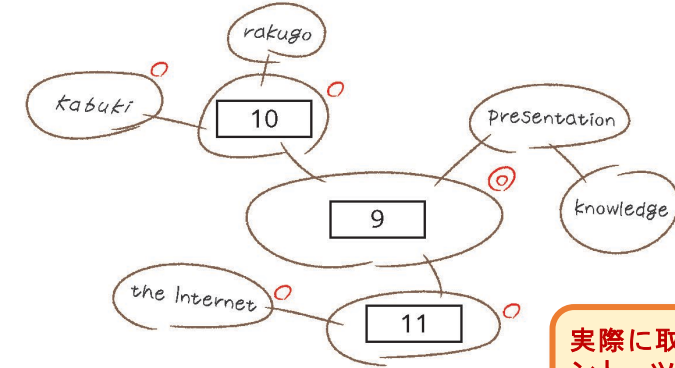 rakugo
kabuki
10
presentation
9
knowledge
the Internet
11
実際に取